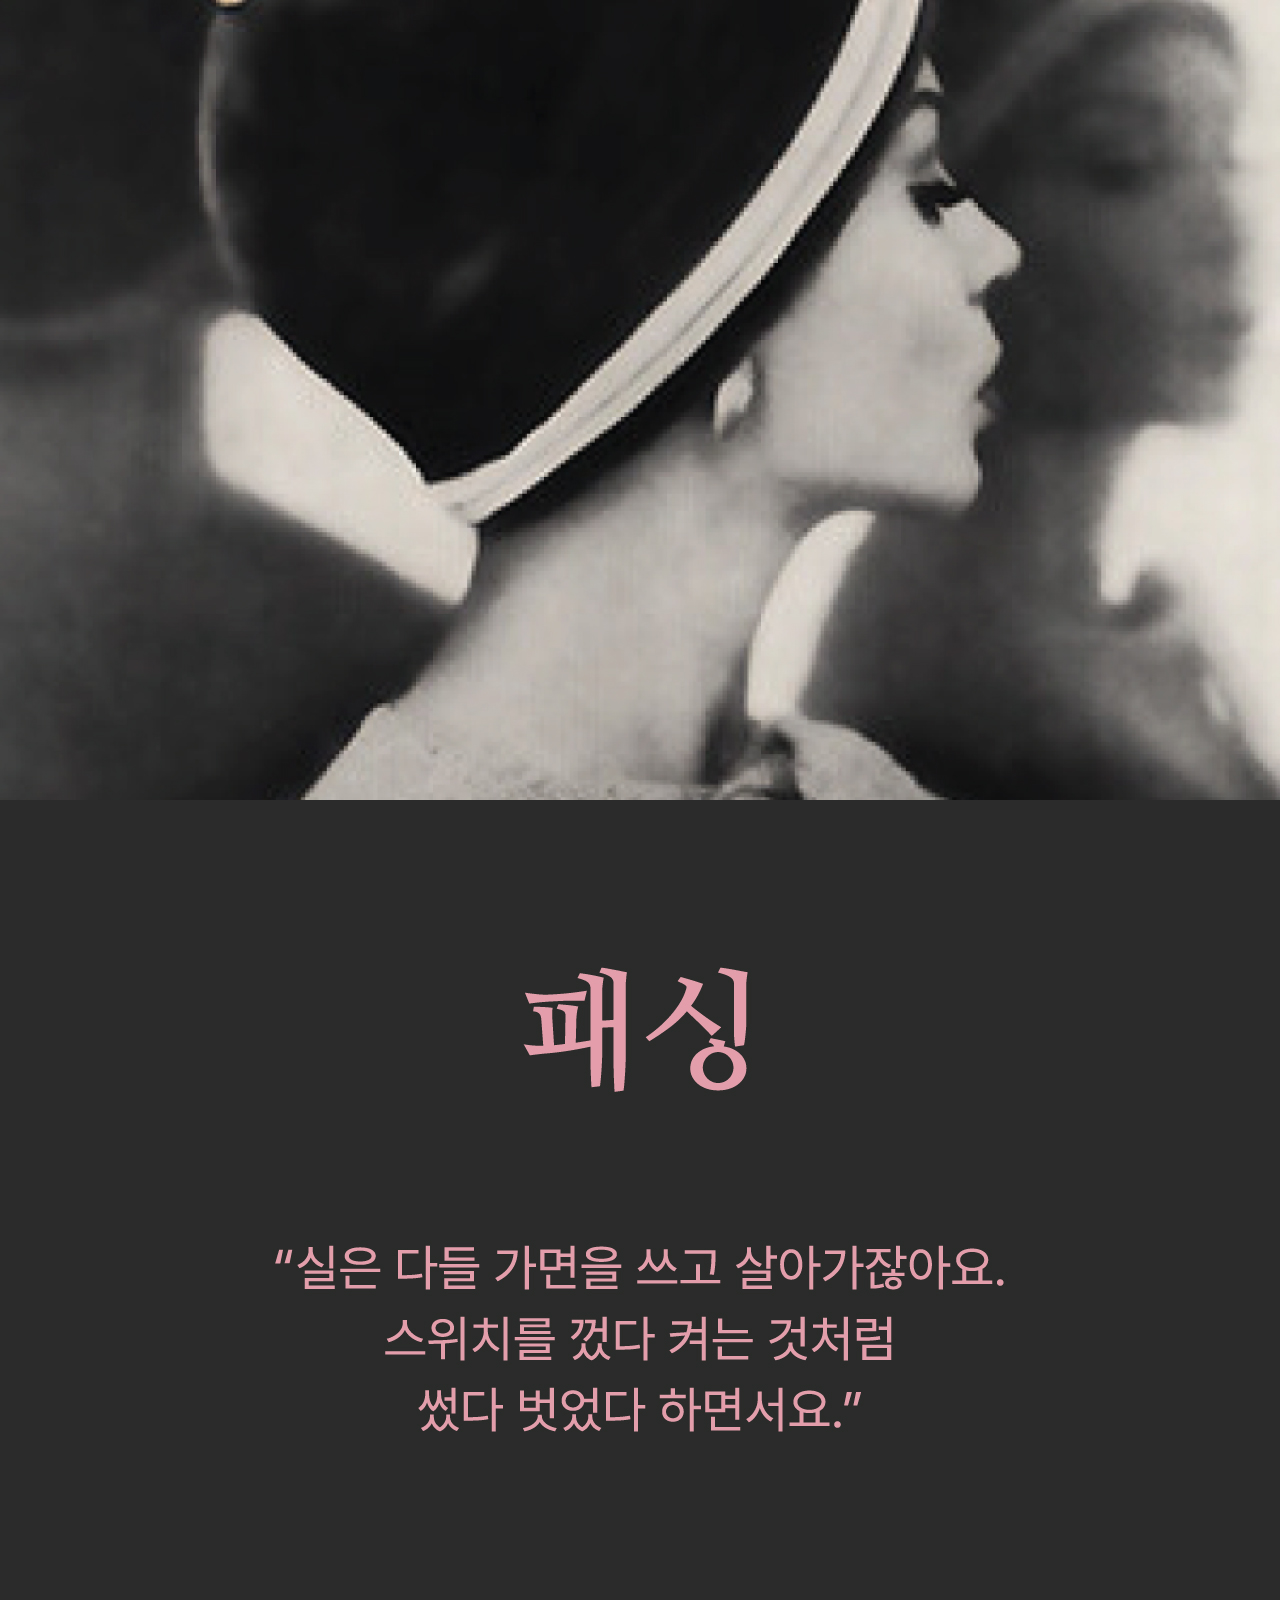 패싱
“실은 다들 가면을 쓰고 살아가잖아요.
스위치를 껐다 켜는 것처럼
썼다 벗었다 하면서요.”